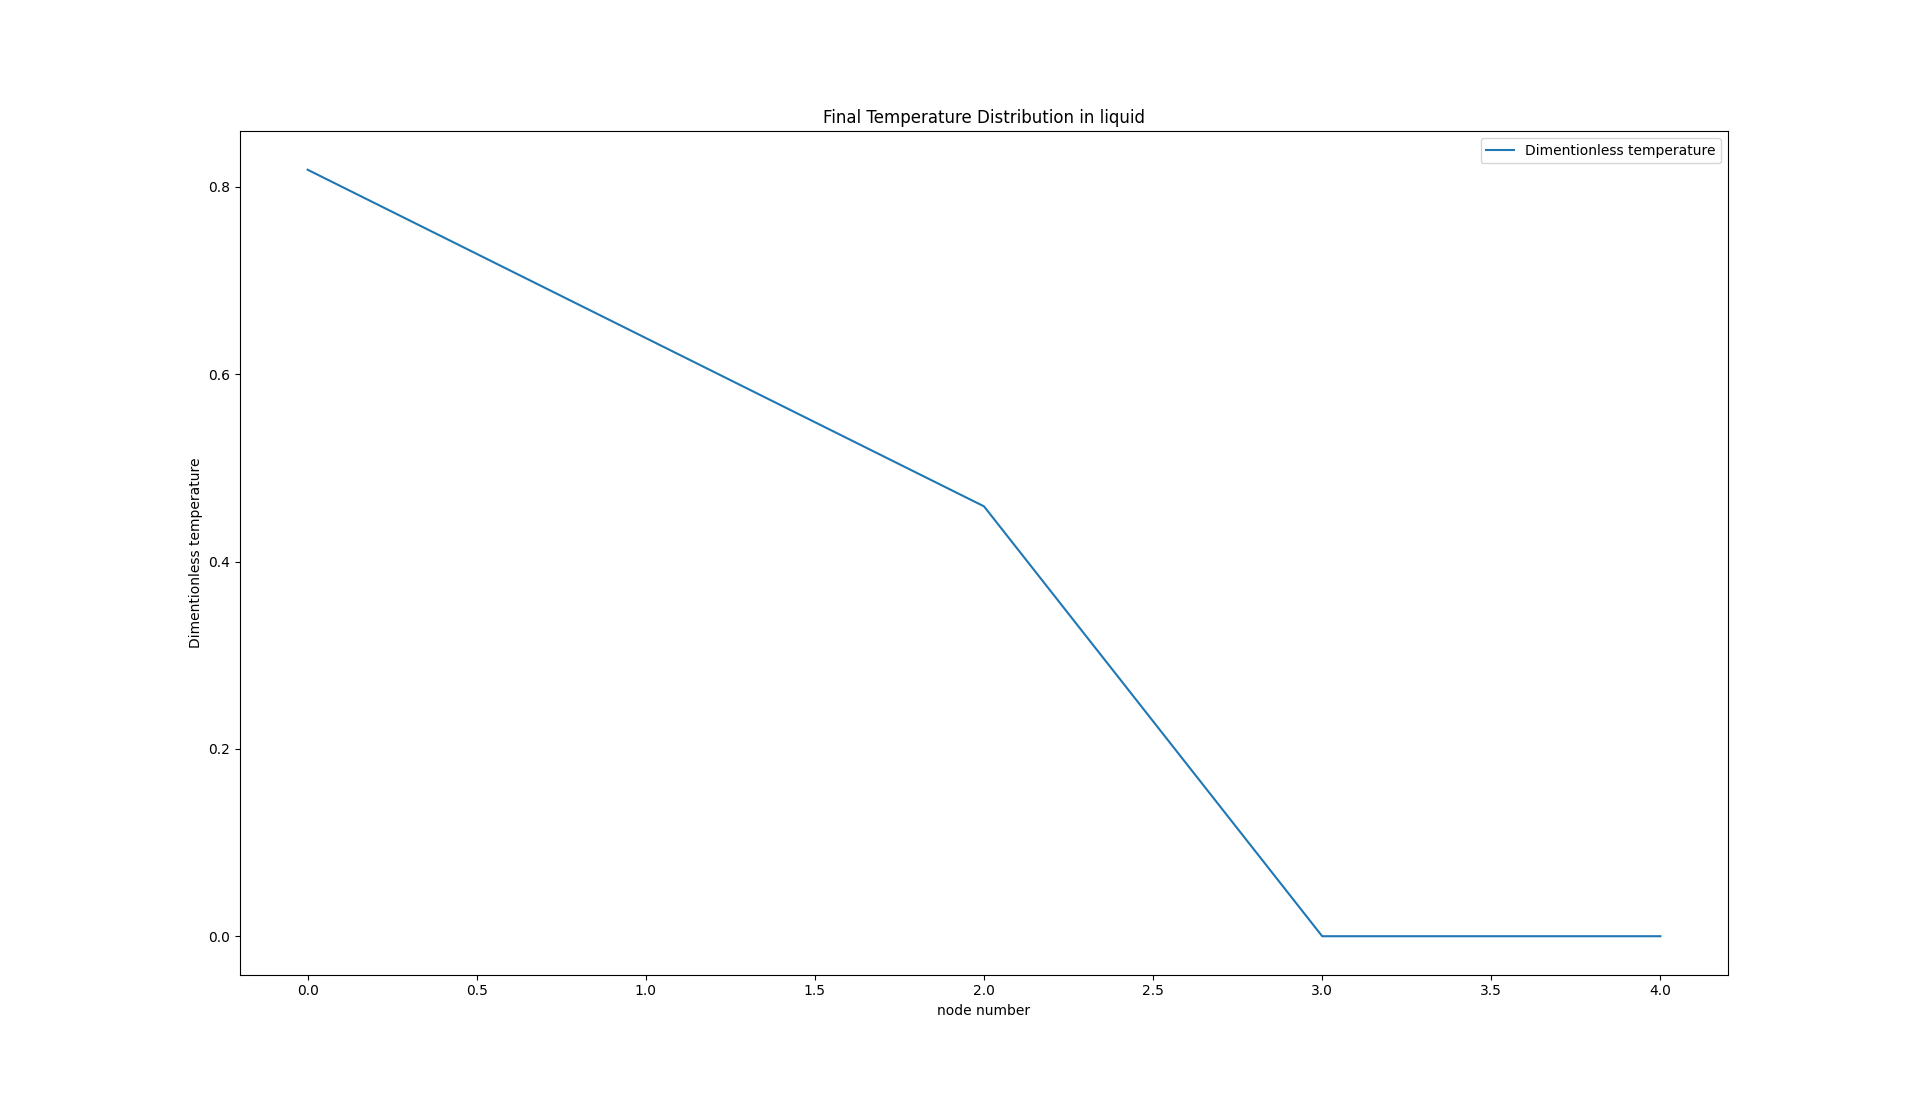 Final Temperature Distribution in liquid
Dimentionless temperature
Dimentionless temperature
0.8
0.6
0.4
0.2
0.0
0.0 0.5 1.0 1.5 2.0 2.5 3.0 3.5 4.0
node number